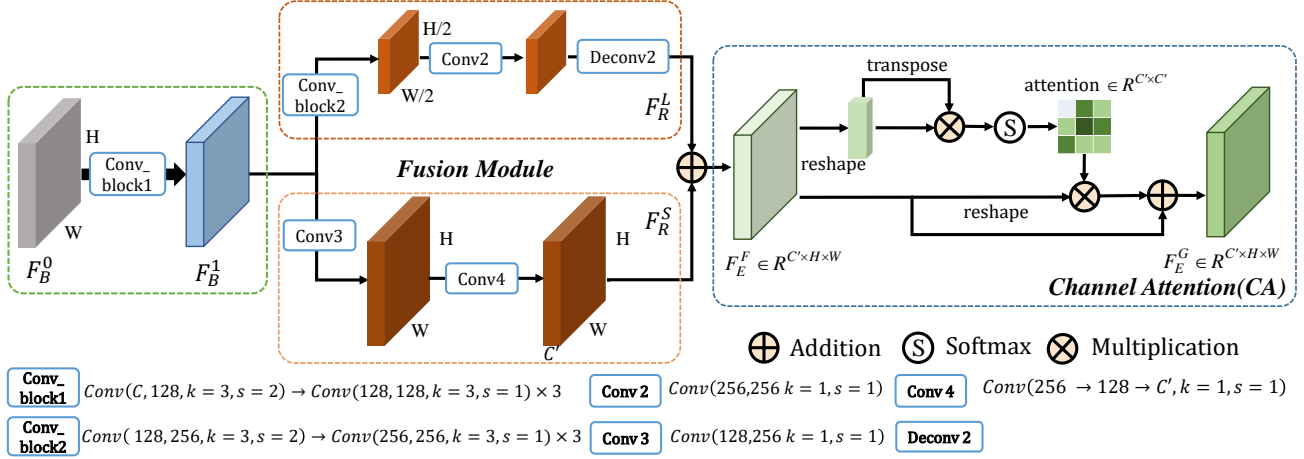 H/2
Conv2
Deconv2
Conv_
block2
W/2
F_R^L
H
Conv_
block1
W
F_B^0
F_B^1
Fusion Module
Conv3
H
Conv4
H
F_R^S
W
W
C′
transpose
attention ∈ R^{C′×C′}
S
reshape
reshape
F_E^F ∈ R^{C′×H×W}
F_E^G ∈ R^{C′×H×W}
Channel Attention(CA)
Addition
S Softmax
Multiplication
Conv_
block1 Conv(C, 128, k = 3, s = 2) → Conv(128, 128, k = 3, s = 1) × 3
Conv 2 Conv(256,256 k = 1, s = 1)
Conv 4 Conv(256 → 128 → C′, k = 1, s = 1)
Conv_
block2 Conv( 128,256, k = 3, s = 2) → Conv(256, 256, k = 3, s = 1) × 3
Conv 3 Conv(128,256 k = 1, s = 1)
Deconv 2